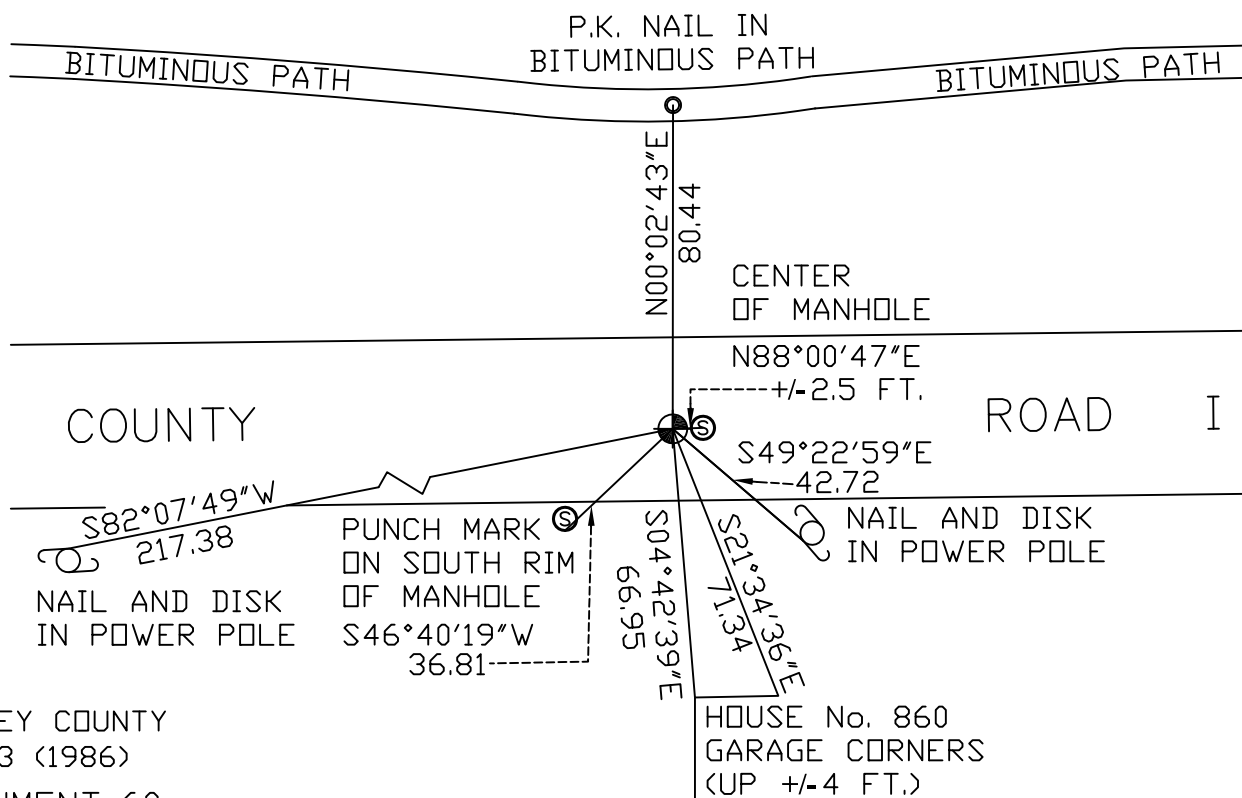 P.K. NAIL IN
BITUMINOUS PATH
BITUMINOUS PATH
BITUMINOUS PATH
N00°02'43"E
80.44
CENTER
OF MANHOLE
N88°00'47"E
+/-2.5 FT.
COUNTY
ROAD I
S
S49°22'59"E
42.72
S82°07'49"W
217.38
S
PUNCH MARK
ON SOUTH RIM
OF MANHOLE
S46°40'19"W
36.81
NAIL AND DISK
IN POWER POLE
NAIL AND DISK
IN POWER POLE
S04°42'39"E
66.95
S21°34'36"E
71.34
HOUSE No. 860
GARAGE CORNERS
(UP +/-4 FT.)
EY COUNTY
3 (1986)